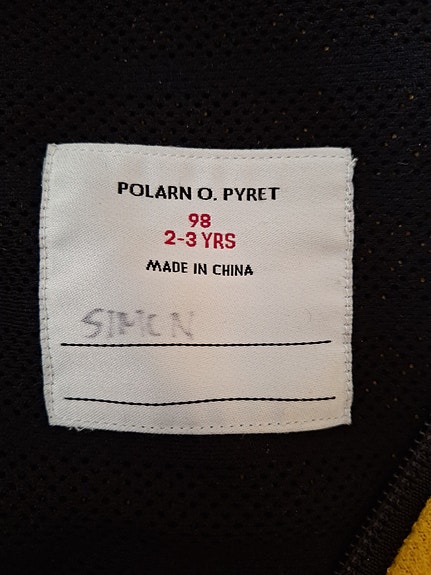 POLARN O. PYRET
98
2-3 YRS
MADE IN CHINA
SIMON